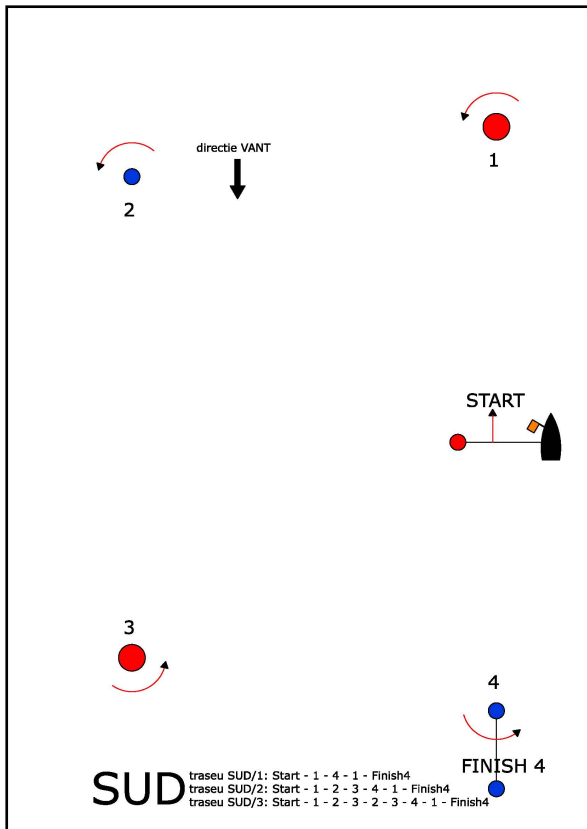 directie VANT
1
2
START
3
4
FINISH 4
SUD
traseu SUD/1: Start - 1 - 4 - 1 - Finish4
traseu SUD/2: Start - 1 - 2 - 3 - 4 - 1 - Finish4
traseu SUD/3: Start - 1 - 2 - 3 - 2 - 3 - 4 - 1 - Finish4